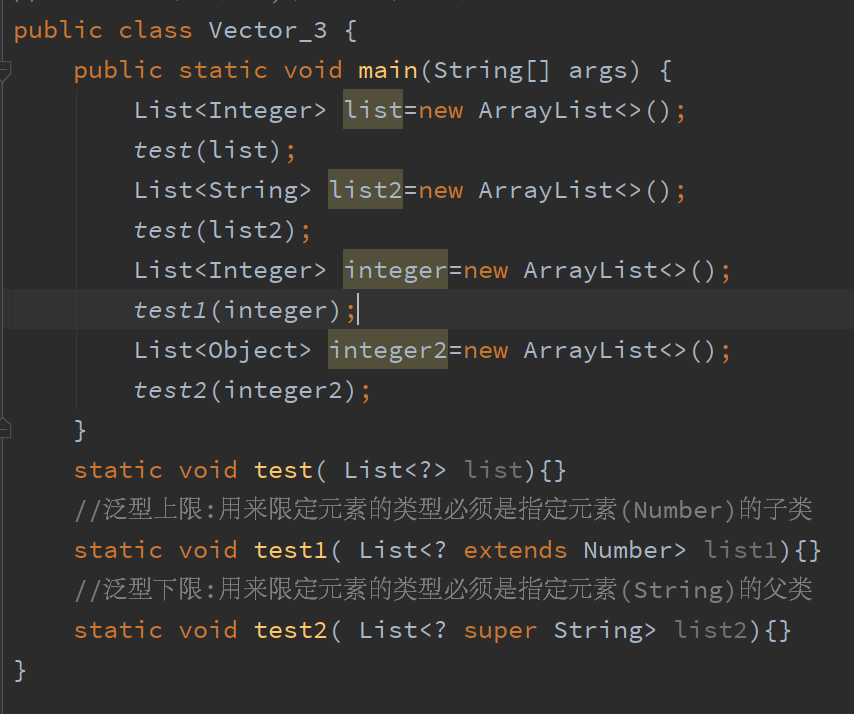 public class Vector_3 {
    public static void main(String[] args) {
        List<Integer> list=new ArrayList<>();
        test(list);
        List<String> list2=new ArrayList<>();
        test(list2);
        List<Integer> integer=new ArrayList<>();
        test1(integer);
        List<Object> integer2=new ArrayList<>();
        test2(integer2);
    }
    static void test( List<?> list){}
    //泛型上限:用来限定元素的类型必须是指定元素(Number)的子类
    static void test1( List<? extends Number> list1){}
    //泛型下限:用来限定元素的类型必须是指定元素(String)的父类
    static void test2( List<? super String> list2){}
}